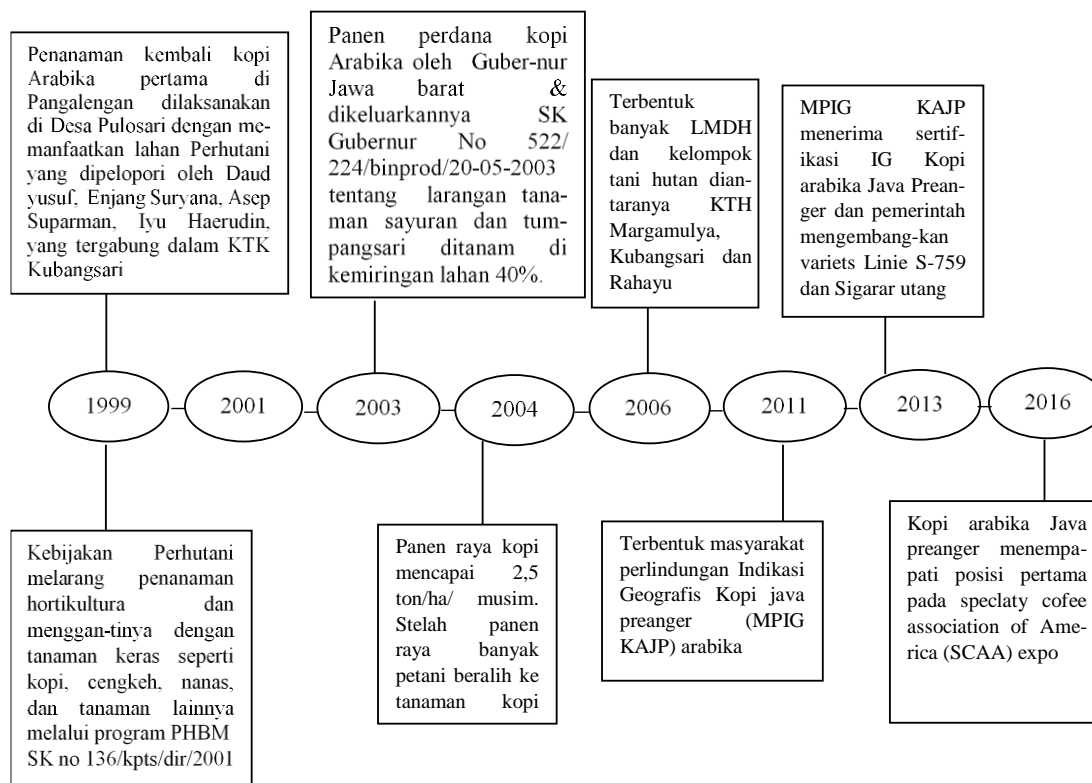 Penanaman kembali kopi
Arabika pertama di
Pangalengan dilaksanakan
di Desa Pulosari dengan me-
manfaatkan lahan Perhutani
yang dipelopori oleh Daud
yusuf, Enjang Suryana, Asep
Suparman, Iyu Haerudin,
yang tergabung dalam KTK
Kubangsari
Panen perdana kopi
Arabika oleh Guber-nur
Jawa barat &
dikeluarkannya SK
Gubernur No 522/
224/binprod/20-05-2003
tentang larangan tana-
man sayuran dan tum-
pangsari ditanam di
kemiringan lahan 40%.
Terbentuk
banyak LMDH
dan kelompok
tani hutan dian-
taranya KTH
Margamulya,
Kubangsari dan
Rahayu
MPIG KAJP
menerima sertif-
ikasi IG Kopi
arabika Java Prean-
ger dan pemerintah
mengembang-kan
variets Linie S-759
dan Sigarar utang
1999
2001
2003
2004
2006
2011
2013
2016
Kebijakan Perhutani
melarang penanaman
hortikultura dan
menggan-tinya dengan
tanaman keras seperti
kopi, cengkeh, nanas,
dan tanaman lainnya
melalui program PHBM
SK no 136/kpts/dir/2001
Panen raya kopi
mencapai 2,5
ton/ha/ musim.
Stelah panen
raya banyak
petani beralih ke
tanaman kopi
Terbentuk masyarakat
perlindungan Indikasi
Geografis Kopi java
preanger (MPIG
KAJP) arabika
Kopi arabika Java
preanger menempa-
pati posisi pertama
pada speclaty cofee
association of Ame-
rica (SCAA) expo